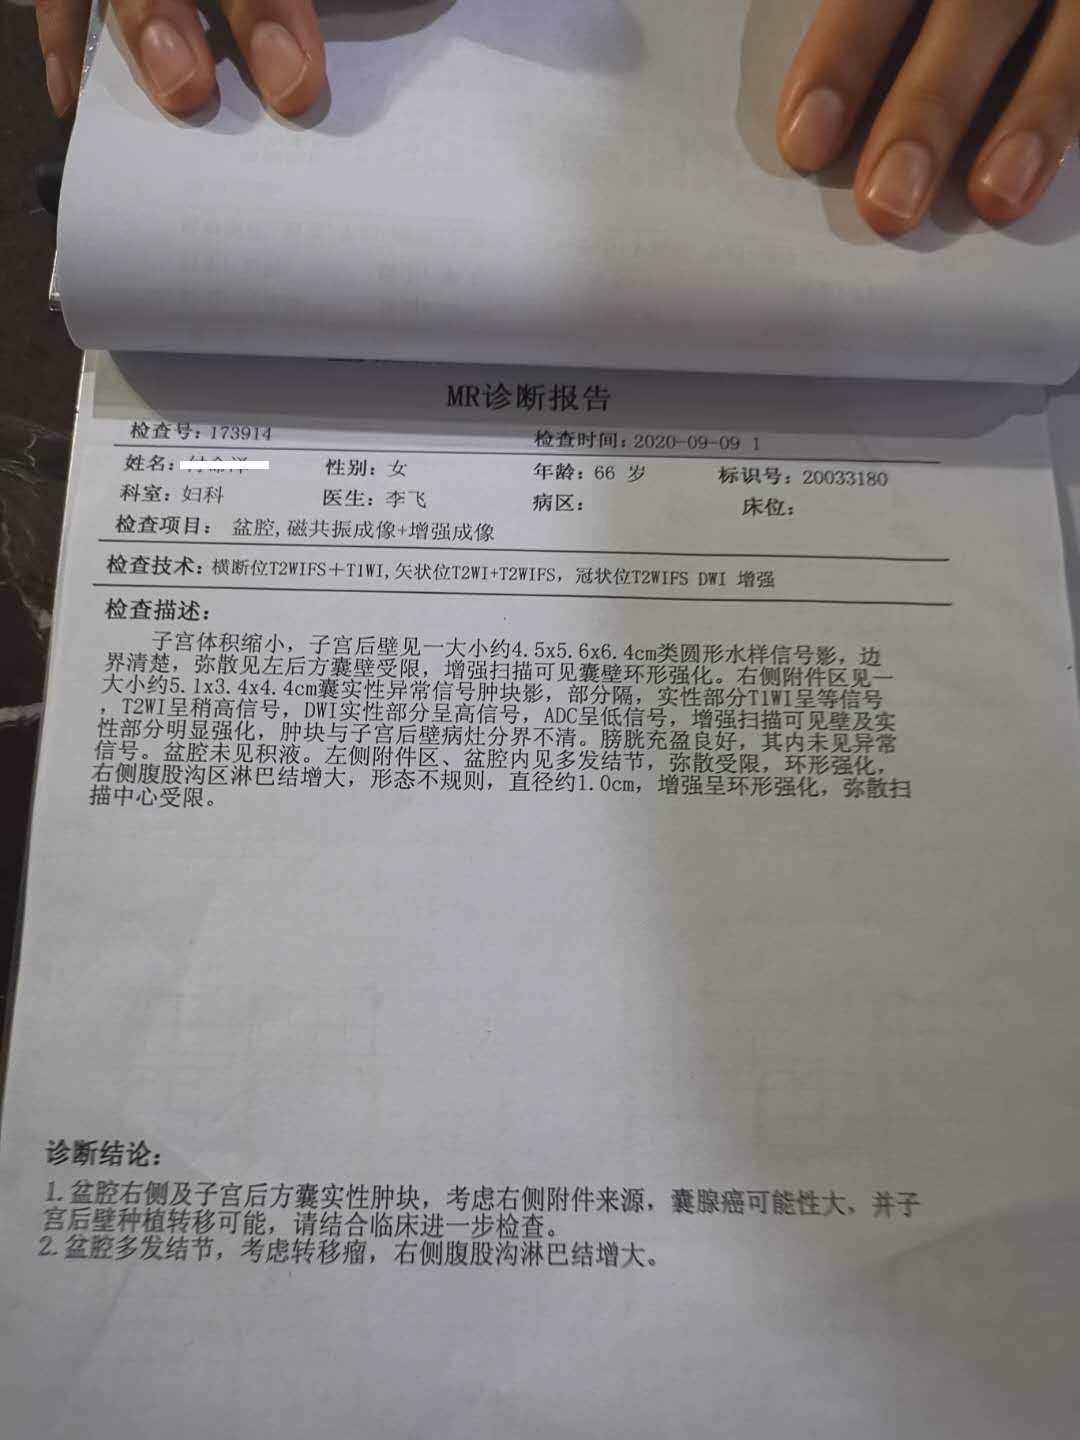 MR诊断报告
检查号：173914 检查时间：2020-09-09 1
姓名： 性别：女 年龄：66 岁 标识号：20033180
科室：妇科 医生：李飞 病区： 床位：
检查项目： 盆腔,磁共振成像+增强成像
检查技术：横断位T2WIFS＋T1WI,矢状位T2WI+T2WIFS，冠状位T2WIFS DWI 增强
检查描述：
子宫体积缩小，子宫后壁见一大小约4.5x5.6x6.4cm类圆形水样信号影，边
界清楚，弥散见左后方囊壁受限，增强扫描可见囊壁环形强化。右侧附件区见一
大小约5.1x3.4x4.4cm囊实性异常信号肿块影，部分隔，实性部分T1WI呈等信号
，T2WI呈稍高信号，DWI实性部分呈高信号，ADC呈低信号，增强扫描可见壁及实
性部分明显强化，肿块与子宫后壁病灶分界不清。膀胱充盈良好，其内未见异常
信号。盆腔未见积液。左侧附件区、盆腔内见多发结节，弥散受限，环形强化，
右侧腹股沟区淋巴结增大，形态不规则，直径约1.0cm，增强呈环形强化，弥散扫
描中心受限。
诊断结论：
1.盆腔右侧及子宫后方囊实性肿块，考虑右侧附件来源，囊腺癌可能性大，并子
宫后壁种植转移可能，请结合临床进一步检查。
2.盆腔多发结节，考虑转移瘤，右侧腹股沟淋巴结增大。